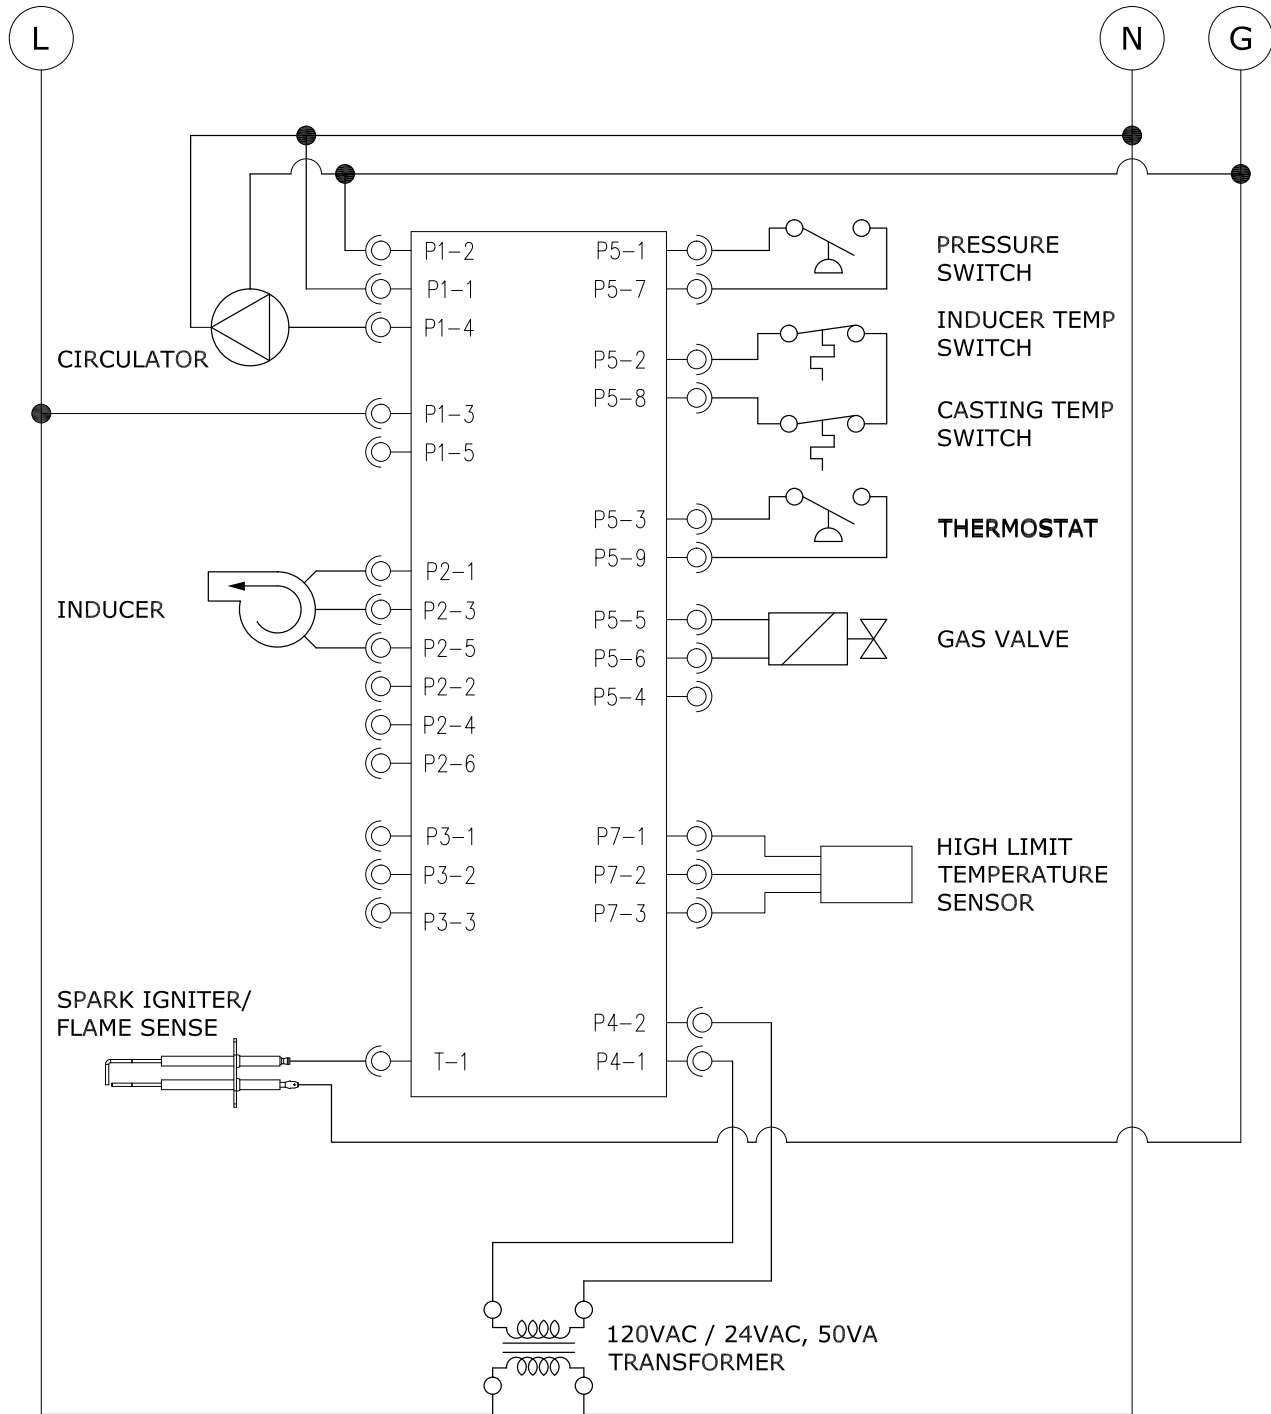 L
N
G
P1-2
P5-1
PRESSURE
SWITCH
P1-1
P5-7
P1-4
INDUCER TEMP
SWITCH
CIRCULATOR
P5-2
P5-8
P1-3
CASTING TEMP
SWITCH
P1-5
P5-3
THERMOSTAT
P5-9
P2-1
INDUCER
P2-3
P5-5
GAS VALVE
P2-5
P5-6
P2-2
P5-4
P2-4
P2-6
P3-1
P7-1
HIGH LIMIT
TEMPERATURE
SENSOR
P3-2
P7-2
P3-3
P7-3
SPARK IGNITER/
FLAME SENSE
P4-2
T-1
P4-1
120VAC / 24VAC, 50VA
TRANSFORMER